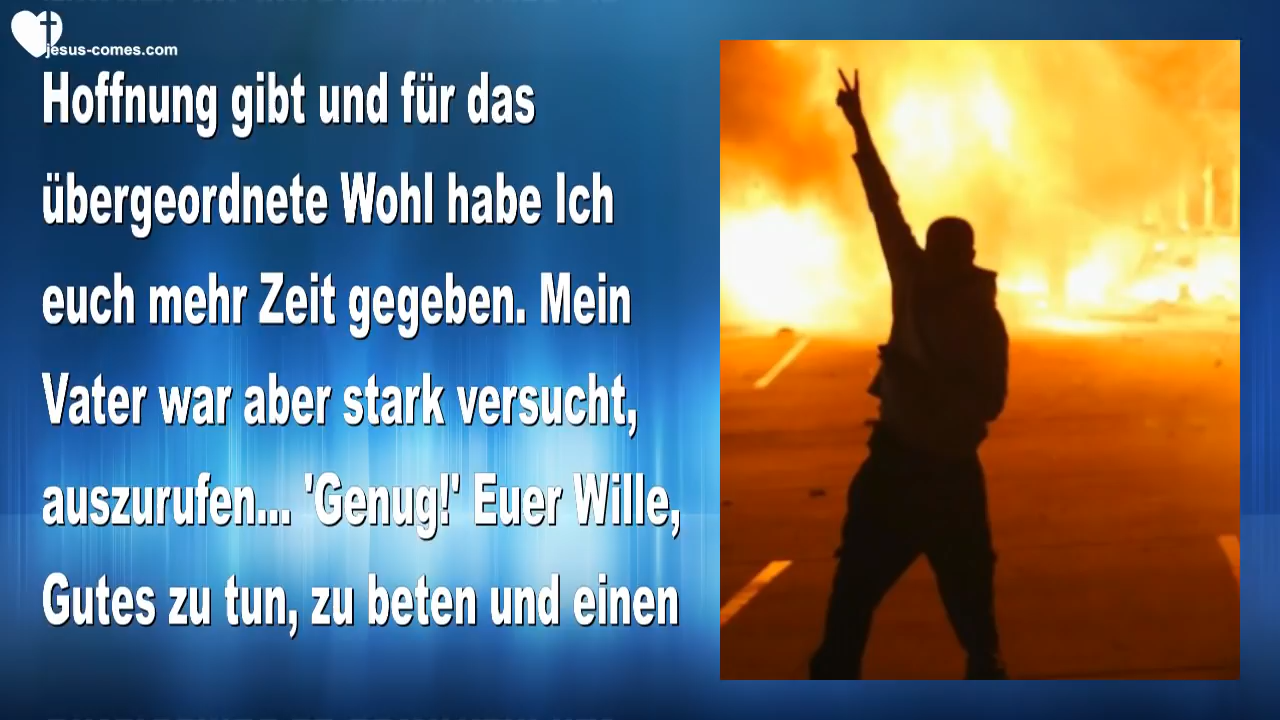 jesus-comes.com
Hoffnung gibt und für das
übergeordnete Wohl habe Ich
euch mehr Zeit gegeben. Mein
Vater war aber stark versucht,
auszurufen... 'Genug!' Euer Wille,
Gutes zu tun, zu beten und einen